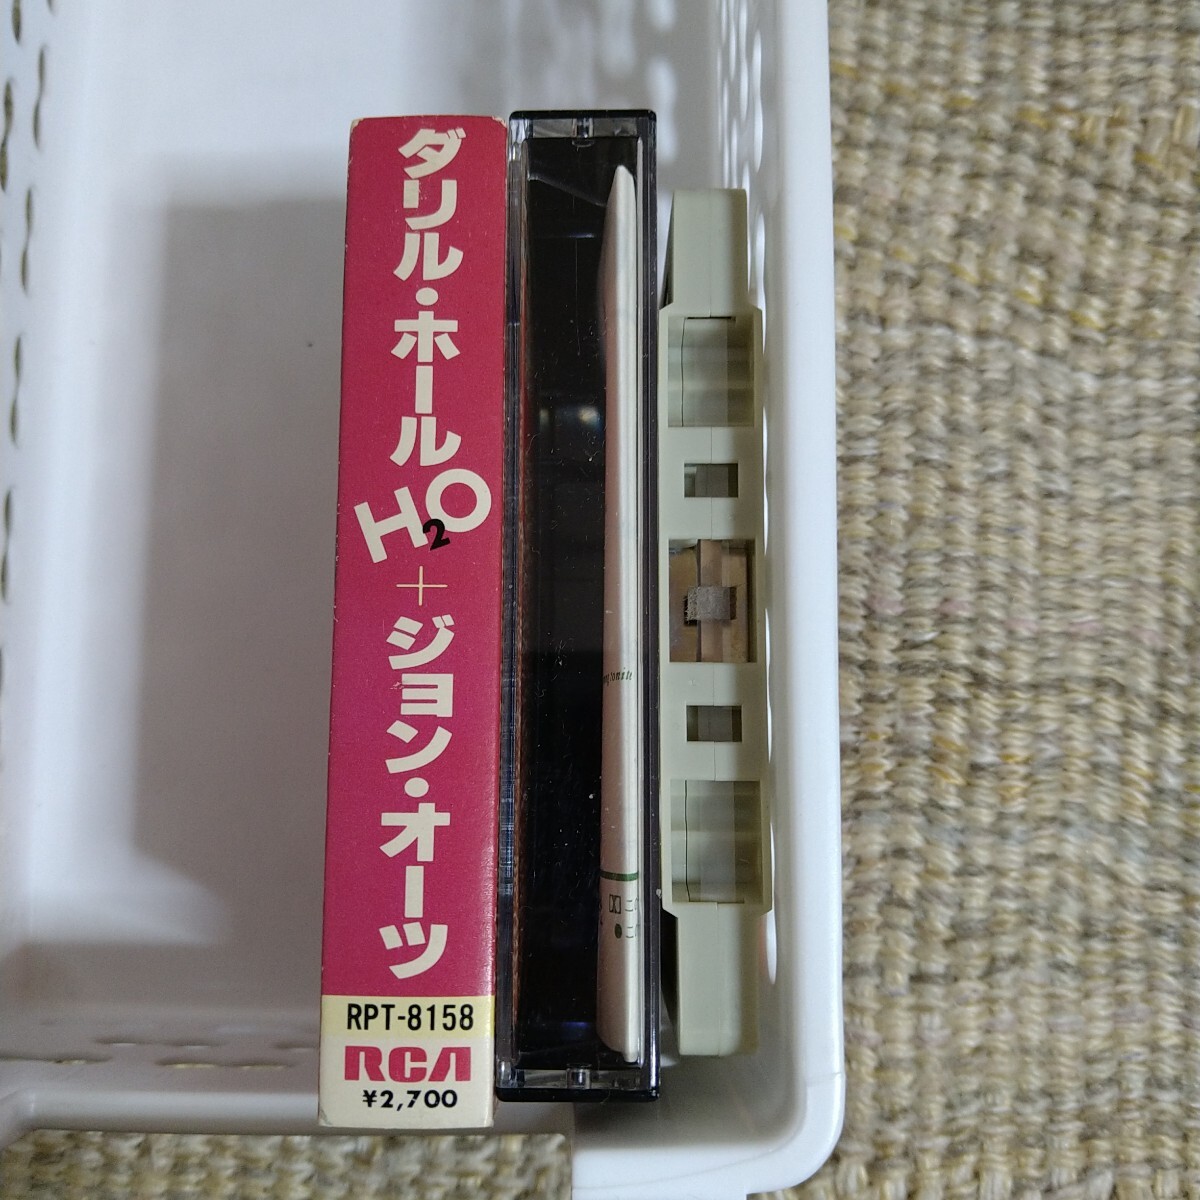 ダリル・ホール
H2O
+
ジョン・オーツ
RPT-8158
RCA
¥2,700